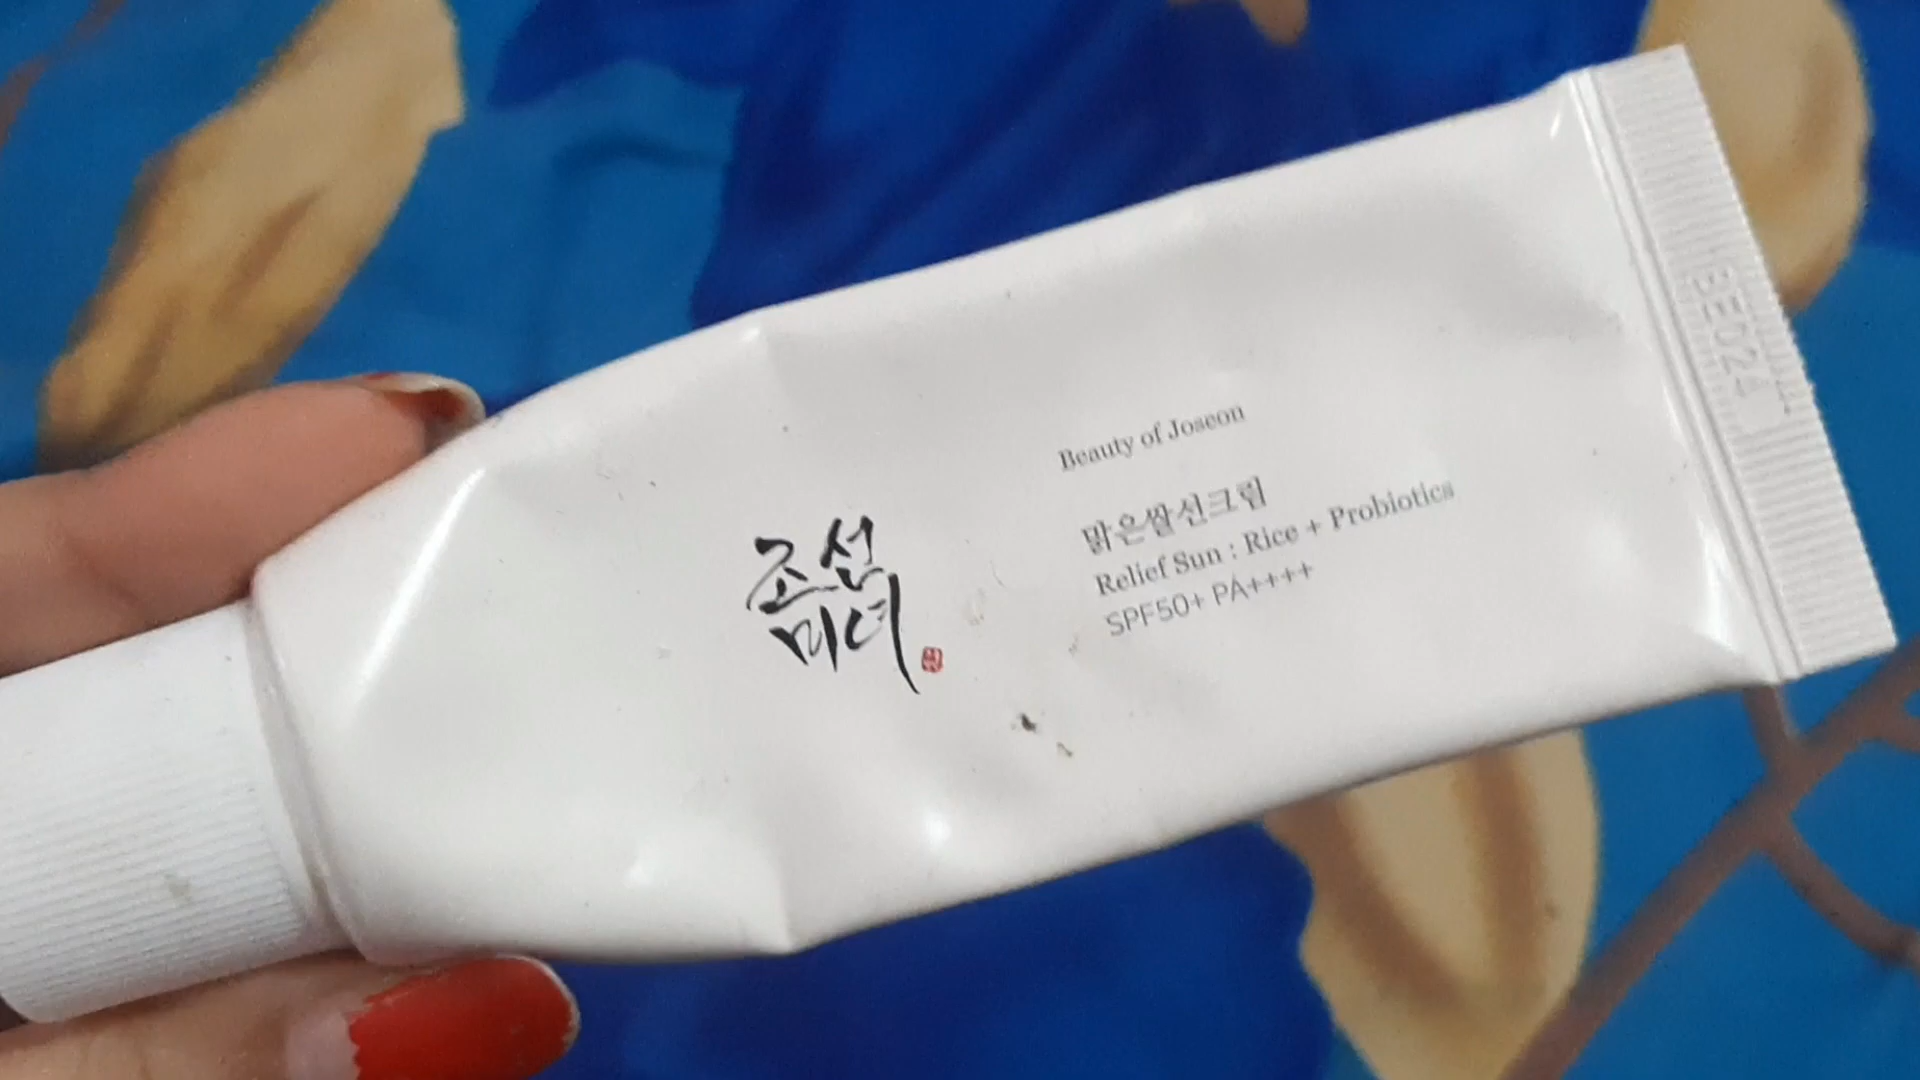 조선
미녀
Beauty of Joseon
맑은쌀선크림
Relief Sun : Rice + Probiotics
SPF50+ PA++++
BE024